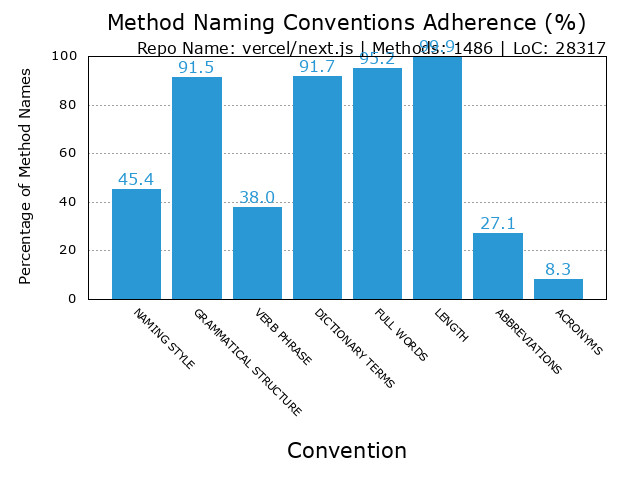 Method Naming Conventions Adherence (%)
Repo Name: vercel/next.js | Methods: 1486 | LoC: 28317
Percentage of Method Names
100
80
60
40
20
0
45.4
91.5
38.0
91.7
95.2
99.9
27.1
8.3
NAMING STYLE
GRAMMATICAL STRUCTURE
VERB PHRASE
DICTIONARY TERMS
FULL WORDS
LENGTH
ABBREVIATIONS
ACRONYMS
Convention